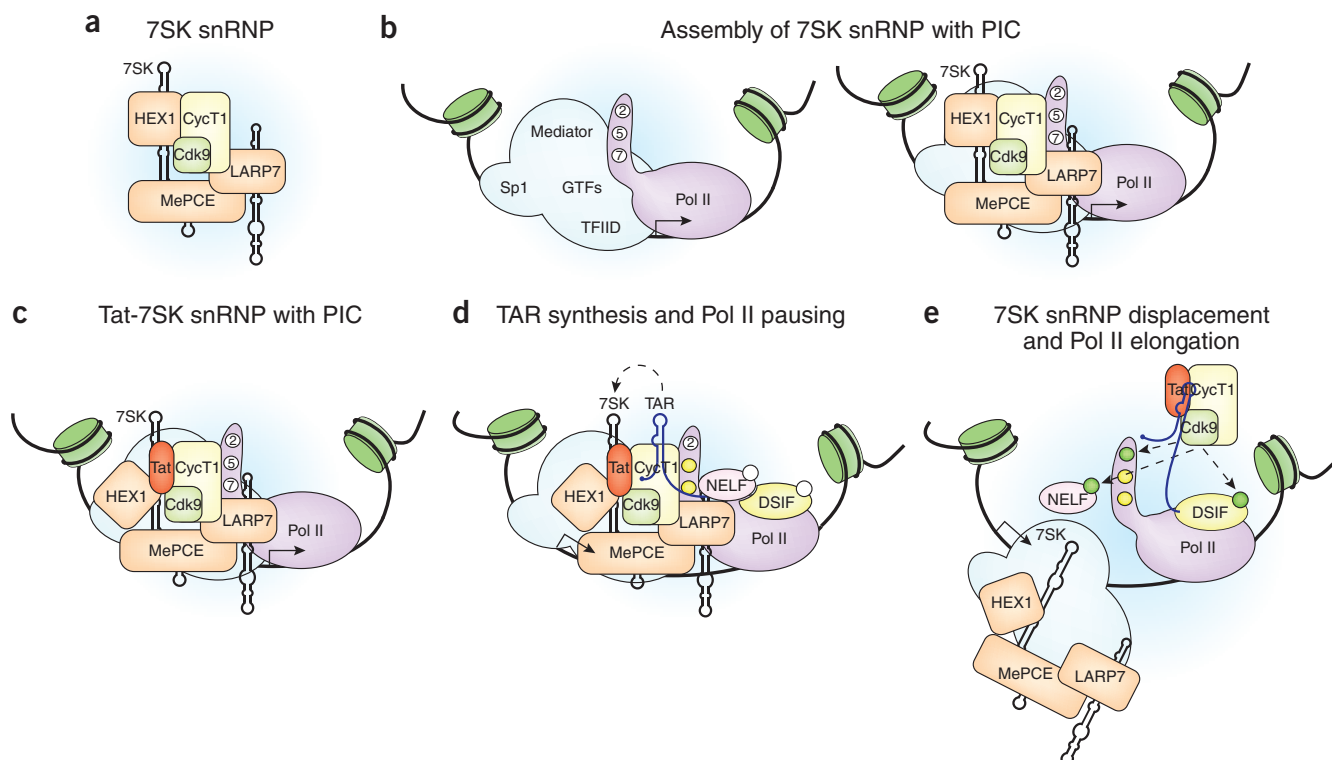 a 7SK snRNP
7SK
HEX1 CycT1
Cdk9
LARP7
MePCE
b Assembly of 7SK snRNP with PIC
Mediator
2
5
7
Sp1 GTFs Pol II
TFIID
7SK
HEX1 CycT1
2
5
7
Cdk9
LARP7
MePCE
Pol II
c Tat-7SK snRNP with PIC
7SK
Tat CycT1
2
5
7
HEX1
Cdk9
LARP7
MePCE
Pol II
d TAR synthesis and Pol II pausing
7SK TAR
2
Tat CycT1
HEX1
Cdk9
NELF
DSIF
LARP7
MePCE
Pol II
e 7SK snRNP displacement
and Pol II elongation
Tat CycT1
Cdk9
NELF
DSIF
Pol II
7SK
HEX1
MePCE
LARP7